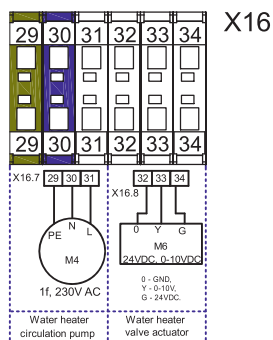 X16
29 30 31 32 33 34
29 30 31 32 33 34
X16.7 29 30 31
32 33 34
X16.8
PE N L
M4
1f, 230V AC
0 Y G
M6
24VDC, 0-10VDC
0 - GND,
Y - 0-10V,
G - 24VDC.
Water heater
circulation pump
Water heater
valve actuator